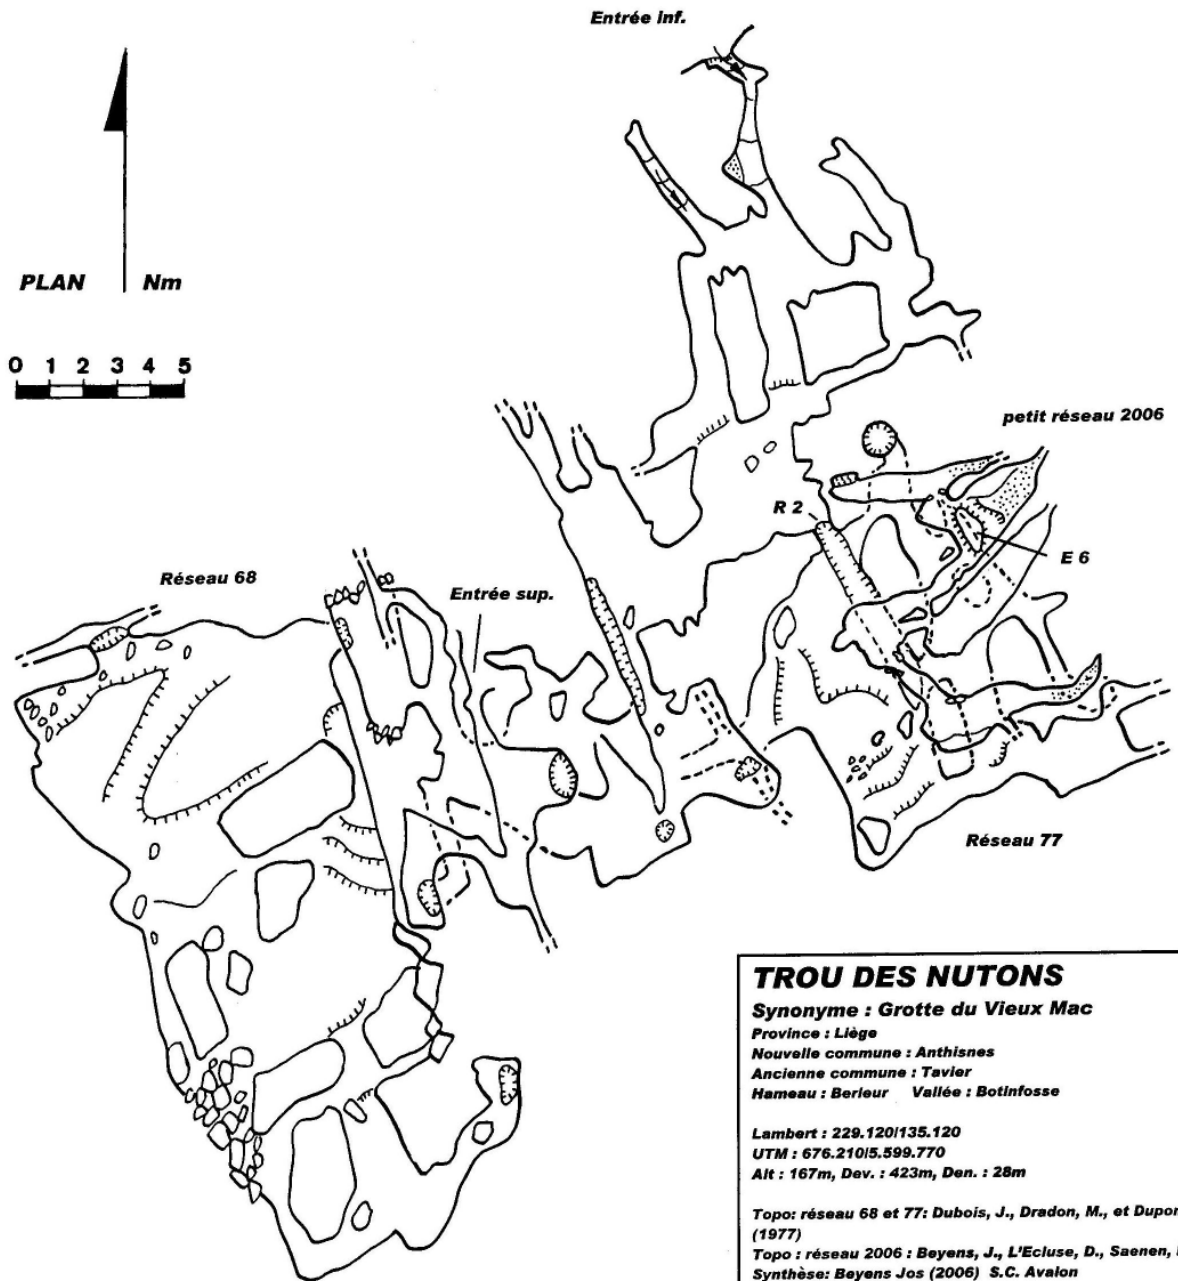 Entrée Inf.
PLAN Nm
0 1 2 3 4 5
petit réseau 2006
R 2
E 6
Réseau 68
Entrée sup.
Réseau 77
TROU DES NUTONS
Synonyme : Grotte du Vieux Mac
Province : Liège
Nouvelle commune : Anthisnes
Ancienne commune : Tavier
Hameau : Berleur Vallée : Botinfosse
Lambert : 229.120/135.120
UTM : 676.210/5.599.770
Alt : 167m, Dev. : 423m, Den. : 28m
Topo: réseau 68 et 77: Dubois, J., Dradon, M., et Dupon
(1977)
Topo : réseau 2006 : Beyens, J., L'Ecluse, D., Saenen,
Synthèse: Beyens Jos (2006) S.C. Avalon